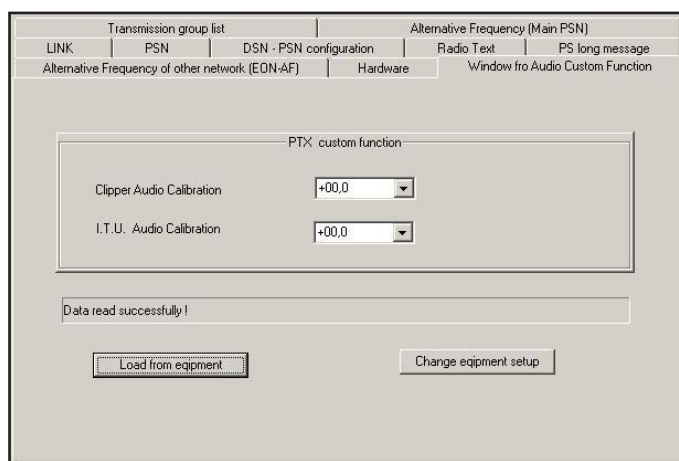 Transmission group list
Alternative Frequency (Main PSN)
LINK
PSN
DSN - PSN configuration
Radio Text
PS long message
Alternative Frequency of other network (EON-AF)
Hardware
Window fro Audio Custom Function
PTX custom function
Clipper Audio Calibration
+00,0
I.T.U. Audio Calibration
+00,0
Data read successfully !
Load from eqipment
Change eqipment setup